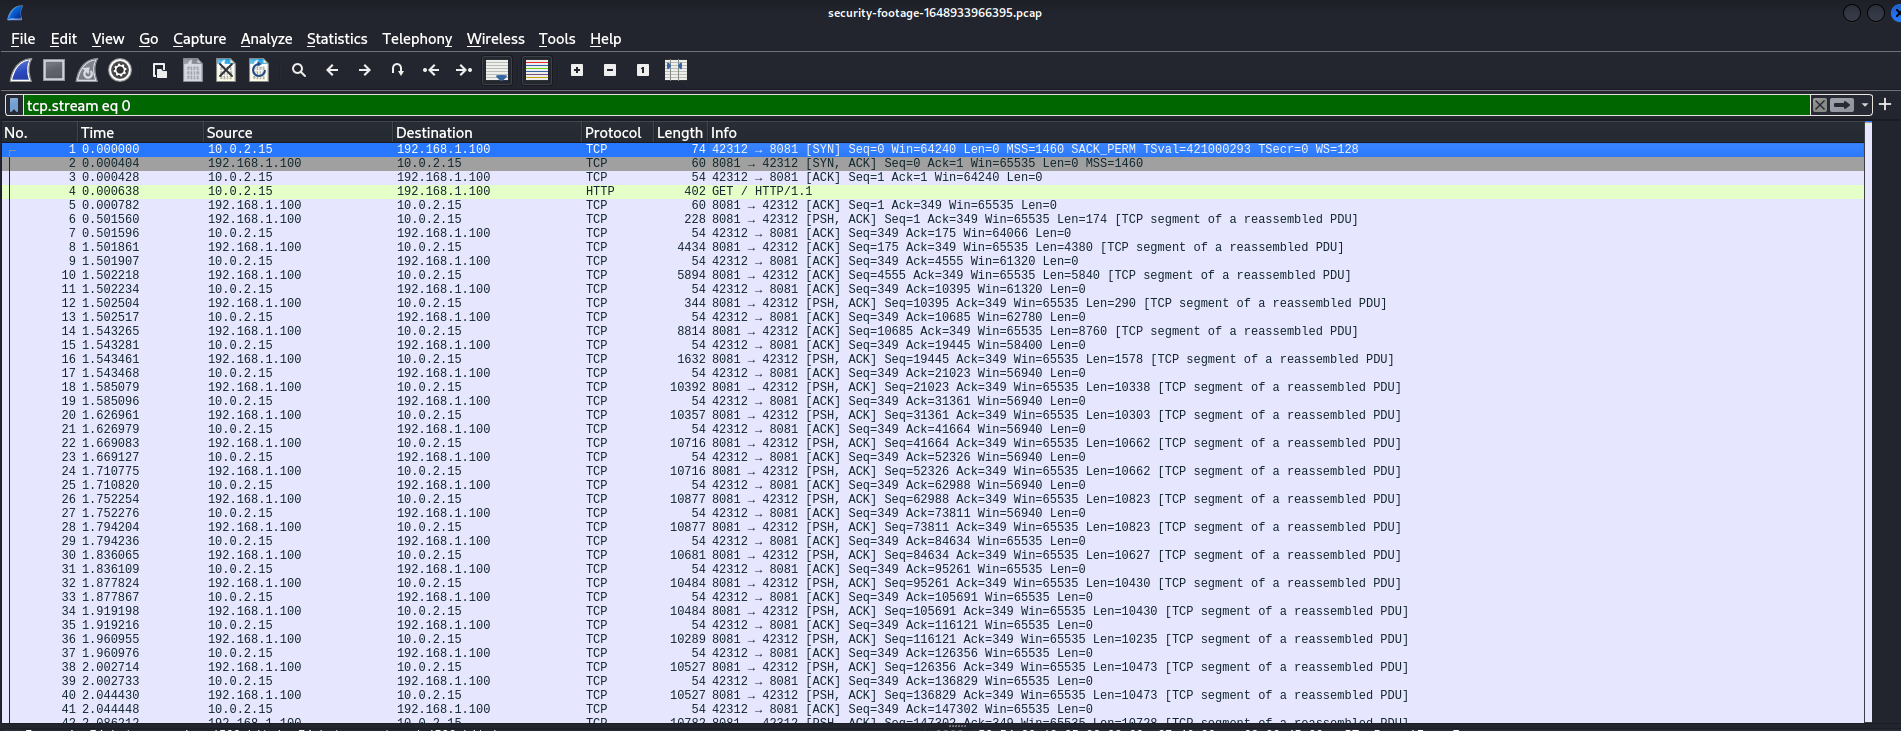 security-footage-1648933966395.pcap
File Edit View Go Capture Analyze Statistics Telephony Wireless Tools Help
tcp.stream eq 0
No. Time Source Destination Protocol Length Info
1 0.000000 10.0.2.15 192.168.1.100 TCP 74 42312 → 8081 [SYN] Seq=0 Win=64240 Len=0 MSS=1460 SACK_PERM TSval=421000293 TSecr=0 WS=128
2 0.000404 192.168.1.100 10.0.2.15 TCP 60 8081 → 42312 [SYN, ACK] Seq=0 Ack=1 Win=65535 Len=0 MSS=1460
3 0.000428 10.0.2.15 192.168.1.100 TCP 54 42312 → 8081 [ACK] Seq=1 Ack=1 Win=64240 Len=0
4 0.000638 10.0.2.15 192.168.1.100 HTTP 402 GET / HTTP/1.1
5 0.000782 192.168.1.100 10.0.2.15 TCP 60 8081 → 42312 [ACK] Seq=1 Ack=349 Win=65535 Len=0
6 0.501560 192.168.1.100 10.0.2.15 TCP 228 8081 → 42312 [PSH, ACK] Seq=1 Ack=349 Win=65535 Len=174 [TCP segment of a reassembled PDU]
7 0.501596 10.0.2.15 192.168.1.100 TCP 54 42312 → 8081 [ACK] Seq=349 Ack=175 Win=64066 Len=0
8 1.501861 192.168.1.100 10.0.2.15 TCP 4434 8081 → 42312 [ACK] Seq=175 Ack=349 Win=65535 Len=4380 [TCP segment of a reassembled PDU]
9 1.501907 10.0.2.15 192.168.1.100 TCP 54 42312 → 8081 [ACK] Seq=349 Ack=4555 Win=61320 Len=0
10 1.502218 192.168.1.100 10.0.2.15 TCP 5894 8081 → 42312 [ACK] Seq=4555 Ack=349 Win=65535 Len=5840 [TCP segment of a reassembled PDU]
11 1.502234 10.0.2.15 192.168.1.100 TCP 54 42312 → 8081 [ACK] Seq=349 Ack=10395 Win=61320 Len=0
12 1.502504 192.168.1.100 10.0.2.15 TCP 344 8081 → 42312 [PSH, ACK] Seq=10395 Ack=349 Win=65535 Len=290 [TCP segment of a reassembled PDU]
13 1.502517 10.0.2.15 192.168.1.100 TCP 54 42312 → 8081 [ACK] Seq=349 Ack=10685 Win=62780 Len=0
14 1.543265 192.168.1.100 10.0.2.15 TCP 8814 8081 → 42312 [ACK] Seq=10685 Ack=349 Win=65535 Len=8760 [TCP segment of a reassembled PDU]
15 1.543281 10.0.2.15 192.168.1.100 TCP 54 42312 → 8081 [ACK] Seq=349 Ack=19445 Win=58400 Len=0
16 1.543461 192.168.1.100 10.0.2.15 TCP 1632 8081 → 42312 [PSH, ACK] Seq=19445 Ack=349 Win=65535 Len=1578 [TCP segment of a reassembled PDU]
17 1.543468 10.0.2.15 192.168.1.100 TCP 54 42312 → 8081 [ACK] Seq=349 Ack=21023 Win=56940 Len=0
18 1.585079 192.168.1.100 10.0.2.15 TCP 10392 8081 → 42312 [PSH, ACK] Seq=21023 Ack=349 Win=65535 Len=10338 [TCP segment of a reassembled PDU]
19 1.585096 10.0.2.15 192.168.1.100 TCP 54 42312 → 8081 [ACK] Seq=349 Ack=31361 Win=56940 Len=0
20 1.626961 192.168.1.100 10.0.2.15 TCP 10357 8081 → 42312 [PSH, ACK] Seq=31361 Ack=349 Win=65535 Len=10303 [TCP segment of a reassembled PDU]
21 1.626979 10.0.2.15 192.168.1.100 TCP 54 42312 → 8081 [ACK] Seq=349 Ack=41664 Win=56940 Len=0
22 1.669083 192.168.1.100 10.0.2.15 TCP 10716 8081 → 42312 [PSH, ACK] Seq=41664 Ack=349 Win=65535 Len=10662 [TCP segment of a reassembled PDU]
23 1.669127 10.0.2.15 192.168.1.100 TCP 54 42312 → 8081 [ACK] Seq=349 Ack=52326 Win=56940 Len=0
24 1.710775 192.168.1.100 10.0.2.15 TCP 10716 8081 → 42312 [PSH, ACK] Seq=52326 Ack=349 Win=65535 Len=10662 [TCP segment of a reassembled PDU]
25 1.710820 10.0.2.15 192.168.1.100 TCP 54 42312 → 8081 [ACK] Seq=349 Ack=62988 Win=56940 Len=0
26 1.752254 192.168.1.100 10.0.2.15 TCP 10877 8081 → 42312 [PSH, ACK] Seq=62988 Ack=349 Win=65535 Len=10823 [TCP segment of a reassembled PDU]
27 1.752276 10.0.2.15 192.168.1.100 TCP 54 42312 → 8081 [ACK] Seq=349 Ack=73811 Win=56940 Len=0
28 1.794204 192.168.1.100 10.0.2.15 TCP 10877 8081 → 42312 [PSH, ACK] Seq=73811 Ack=349 Win=65535 Len=10823 [TCP segment of a reassembled PDU]
29 1.794236 10.0.2.15 192.168.1.100 TCP 54 42312 → 8081 [ACK] Seq=349 Ack=84634 Win=65535 Len=0
30 1.836065 192.168.1.100 10.0.2.15 TCP 10681 8081 → 42312 [PSH, ACK] Seq=84634 Ack=349 Win=65535 Len=10627 [TCP segment of a reassembled PDU]
31 1.836109 10.0.2.15 192.168.1.100 TCP 54 42312 → 8081 [ACK] Seq=349 Ack=95261 Win=65535 Len=0
32 1.877824 192.168.1.100 10.0.2.15 TCP 10484 8081 → 42312 [PSH, ACK] Seq=95261 Ack=349 Win=65535 Len=10430 [TCP segment of a reassembled PDU]
33 1.877867 10.0.2.15 192.168.1.100 TCP 54 42312 → 8081 [ACK] Seq=349 Ack=105691 Win=65535 Len=0
34 1.919198 192.168.1.100 10.0.2.15 TCP 10484 8081 → 42312 [PSH, ACK] Seq=105691 Ack=349 Win=65535 Len=10430 [TCP segment of a reassembled PDU]
35 1.919216 10.0.2.15 192.168.1.100 TCP 54 42312 → 8081 [ACK] Seq=349 Ack=116121 Win=65535 Len=0
36 1.960955 192.168.1.100 10.0.2.15 TCP 10289 8081 → 42312 [PSH, ACK] Seq=116121 Ack=349 Win=65535 Len=10235 [TCP segment of a reassembled PDU]
37 1.960976 10.0.2.15 192.168.1.100 TCP 54 42312 → 8081 [ACK] Seq=349 Ack=126356 Win=65535 Len=0
38 2.002714 192.168.1.100 10.0.2.15 TCP 10527 8081 → 42312 [PSH, ACK] Seq=126356 Ack=349 Win=65535 Len=10473 [TCP segment of a reassembled PDU]
39 2.002733 10.0.2.15 192.168.1.100 TCP 54 42312 → 8081 [ACK] Seq=349 Ack=136829 Win=65535 Len=0
40 2.044430 192.168.1.100 10.0.2.15 TCP 10527 8081 → 42312 [PSH, ACK] Seq=136829 Ack=349 Win=65535 Len=10473 [TCP segment of a reassembled PDU]
41 2.044448 10.0.2.15 192.168.1.100 TCP 54 42312 → 8081 [ACK] Seq=349 Ack=147302 Win=65535 Len=0
42 2.086212 192.168.1.100 10.0.2.15 TCP 10782 8081 → 42312 [PSH, ACK] Seq=147302 Ack=349 Win=65535 Len=10728 [TCP segment of a reassembled PDU]